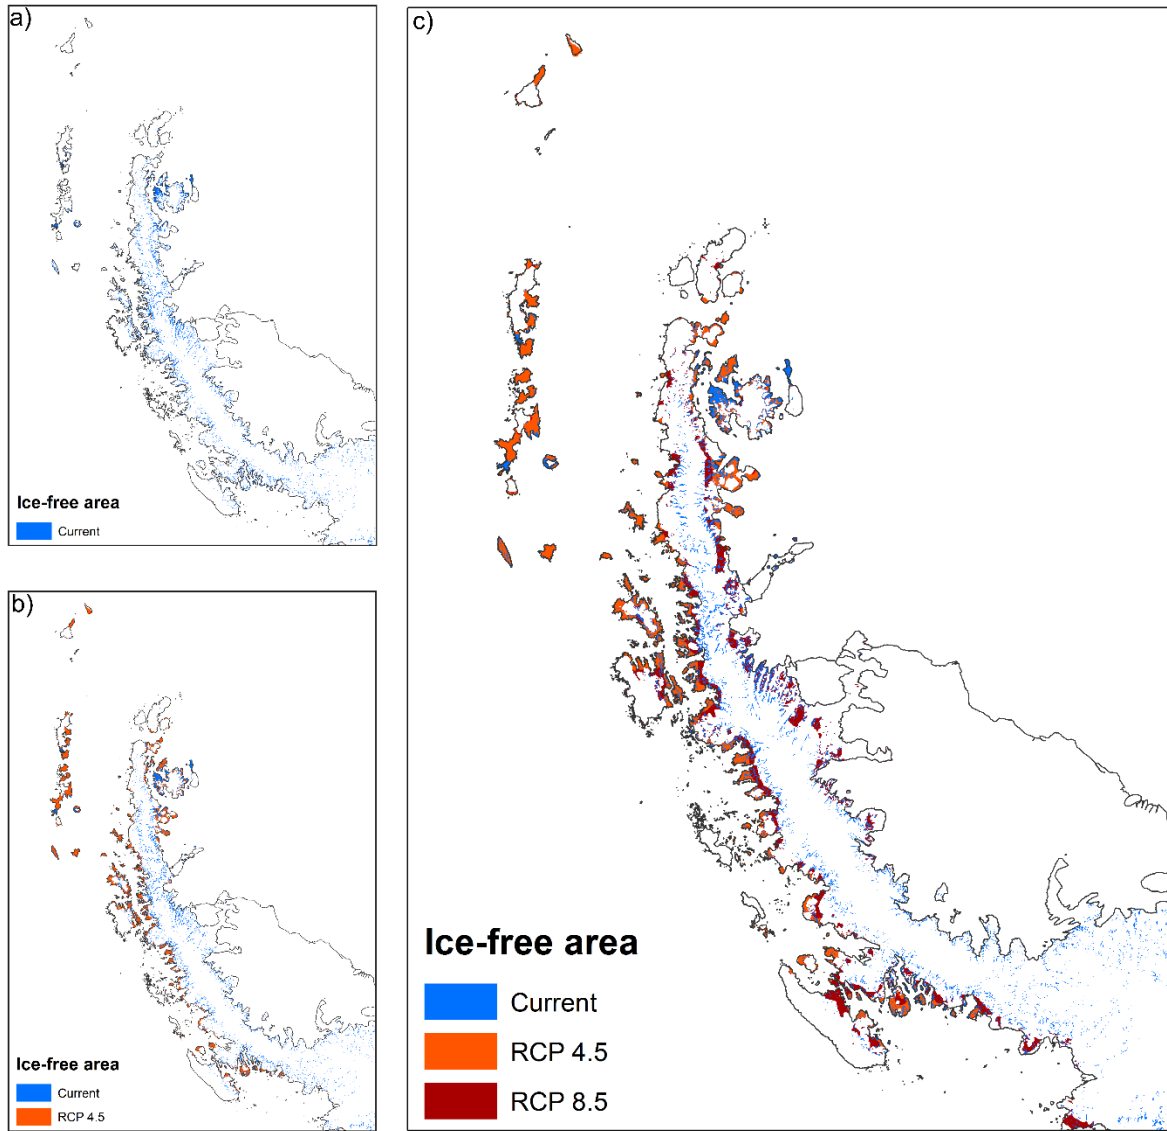 a)
Ice-free area
Current
b)
Ice-free area
Current
RCP 4.5
c)
Ice-free area
Current
RCP 4.5
RCP 8.5